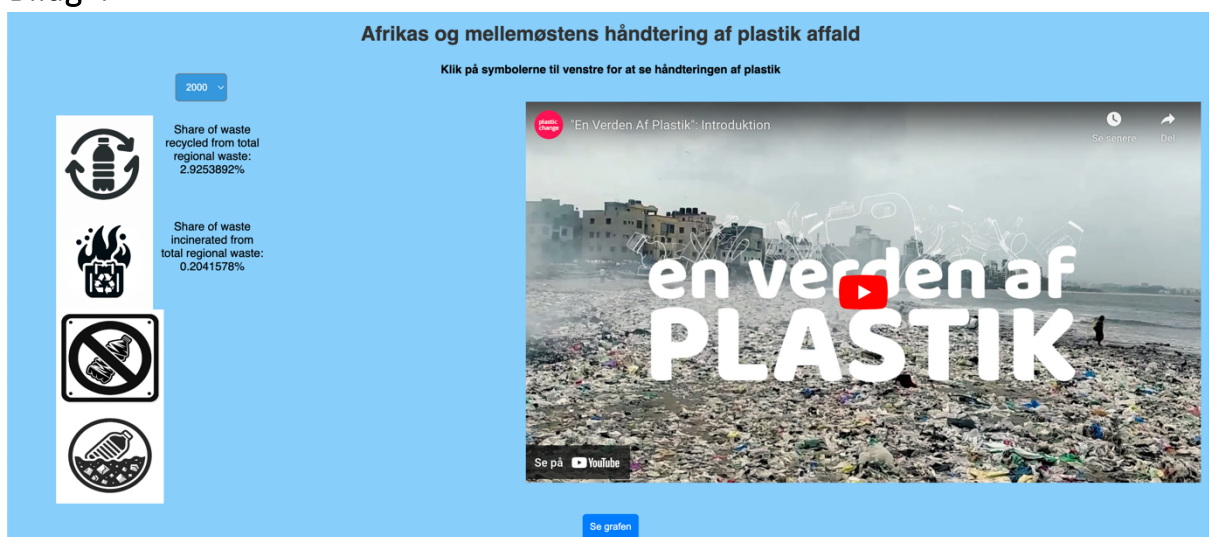 Afrikas og mellemøstens håndtering af plastik affald
Klik på symbolerne til venstre for at se håndteringen af plastik
2000
Share of waste
recycled from total
regional waste:
2.9253892%
Share of waste
incinerated from
total regional waste:
0.2041578%
plastic
change
"En Verden Af Plastik": Introduktion
Se senere
Del
en verden af
PLASTIK
Se på YouTube
Se grafen